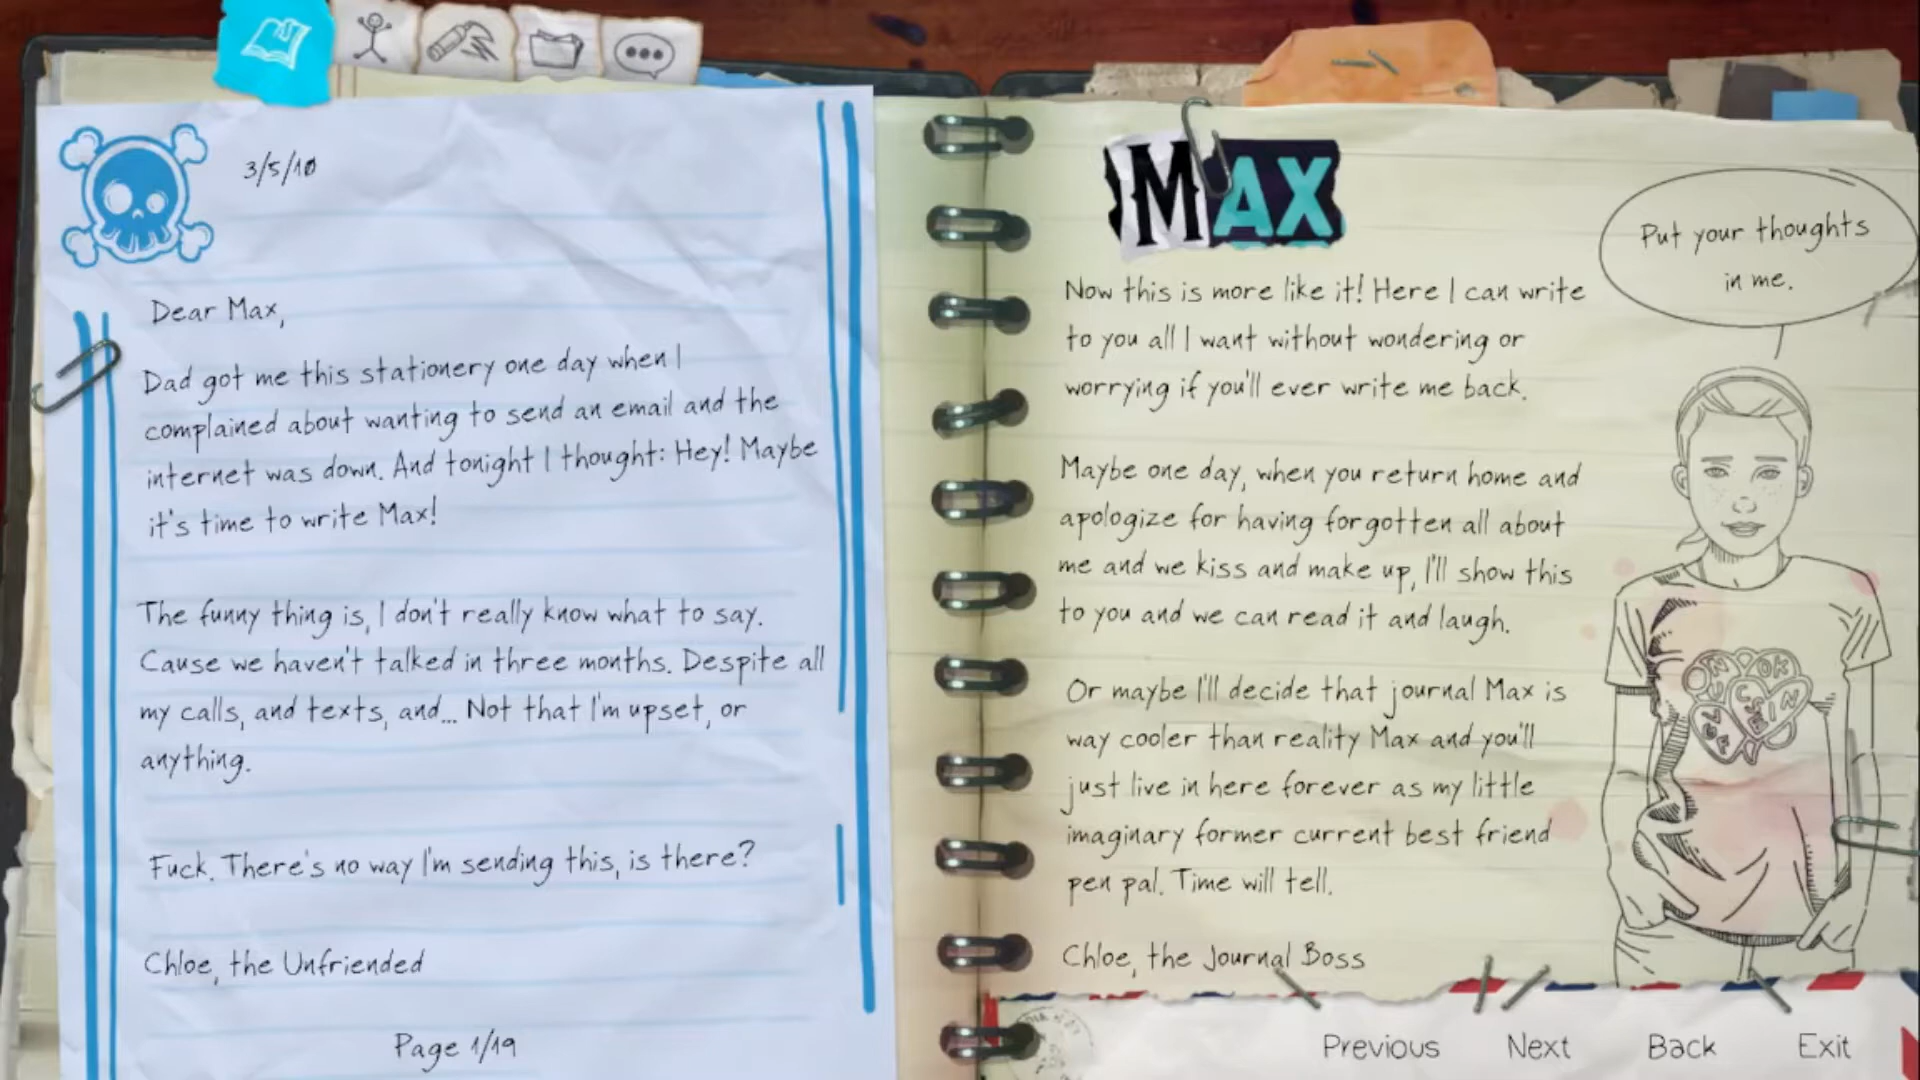 3/5/10
Dear Max,
Dad got me this stationery one day when I
complained about wanting to send an email and the
internet was down. And tonight I thought: Hey! Maybe
it's time to write Max!
The funny thing is, I don't really know what to say.
Cause we haven't talked in three months. Despite all
my calls, and texts, and... Not that I'm upset, or
anything.
Fuck. There's no way I'm sending this, is there?
Chloe, the Unfriended
Page 1/19
MAX
Now this is more like it! Here I can write
to you all I want without wondering or
worrying if you'll ever write me back.
Maybe one day, when you return home and
apologize for having forgotten all about
me and we kiss and make up, I'll show this
to you and we can read it and laugh.
Or maybe I'll decide that journal Max is
way cooler than reality Max and you'll
just live in here forever as my little
imaginary former current best friend
pen pal. Time will tell.
Chloe, the Journal Boss
Put your thoughts
in me.
Previous Next Back Exit